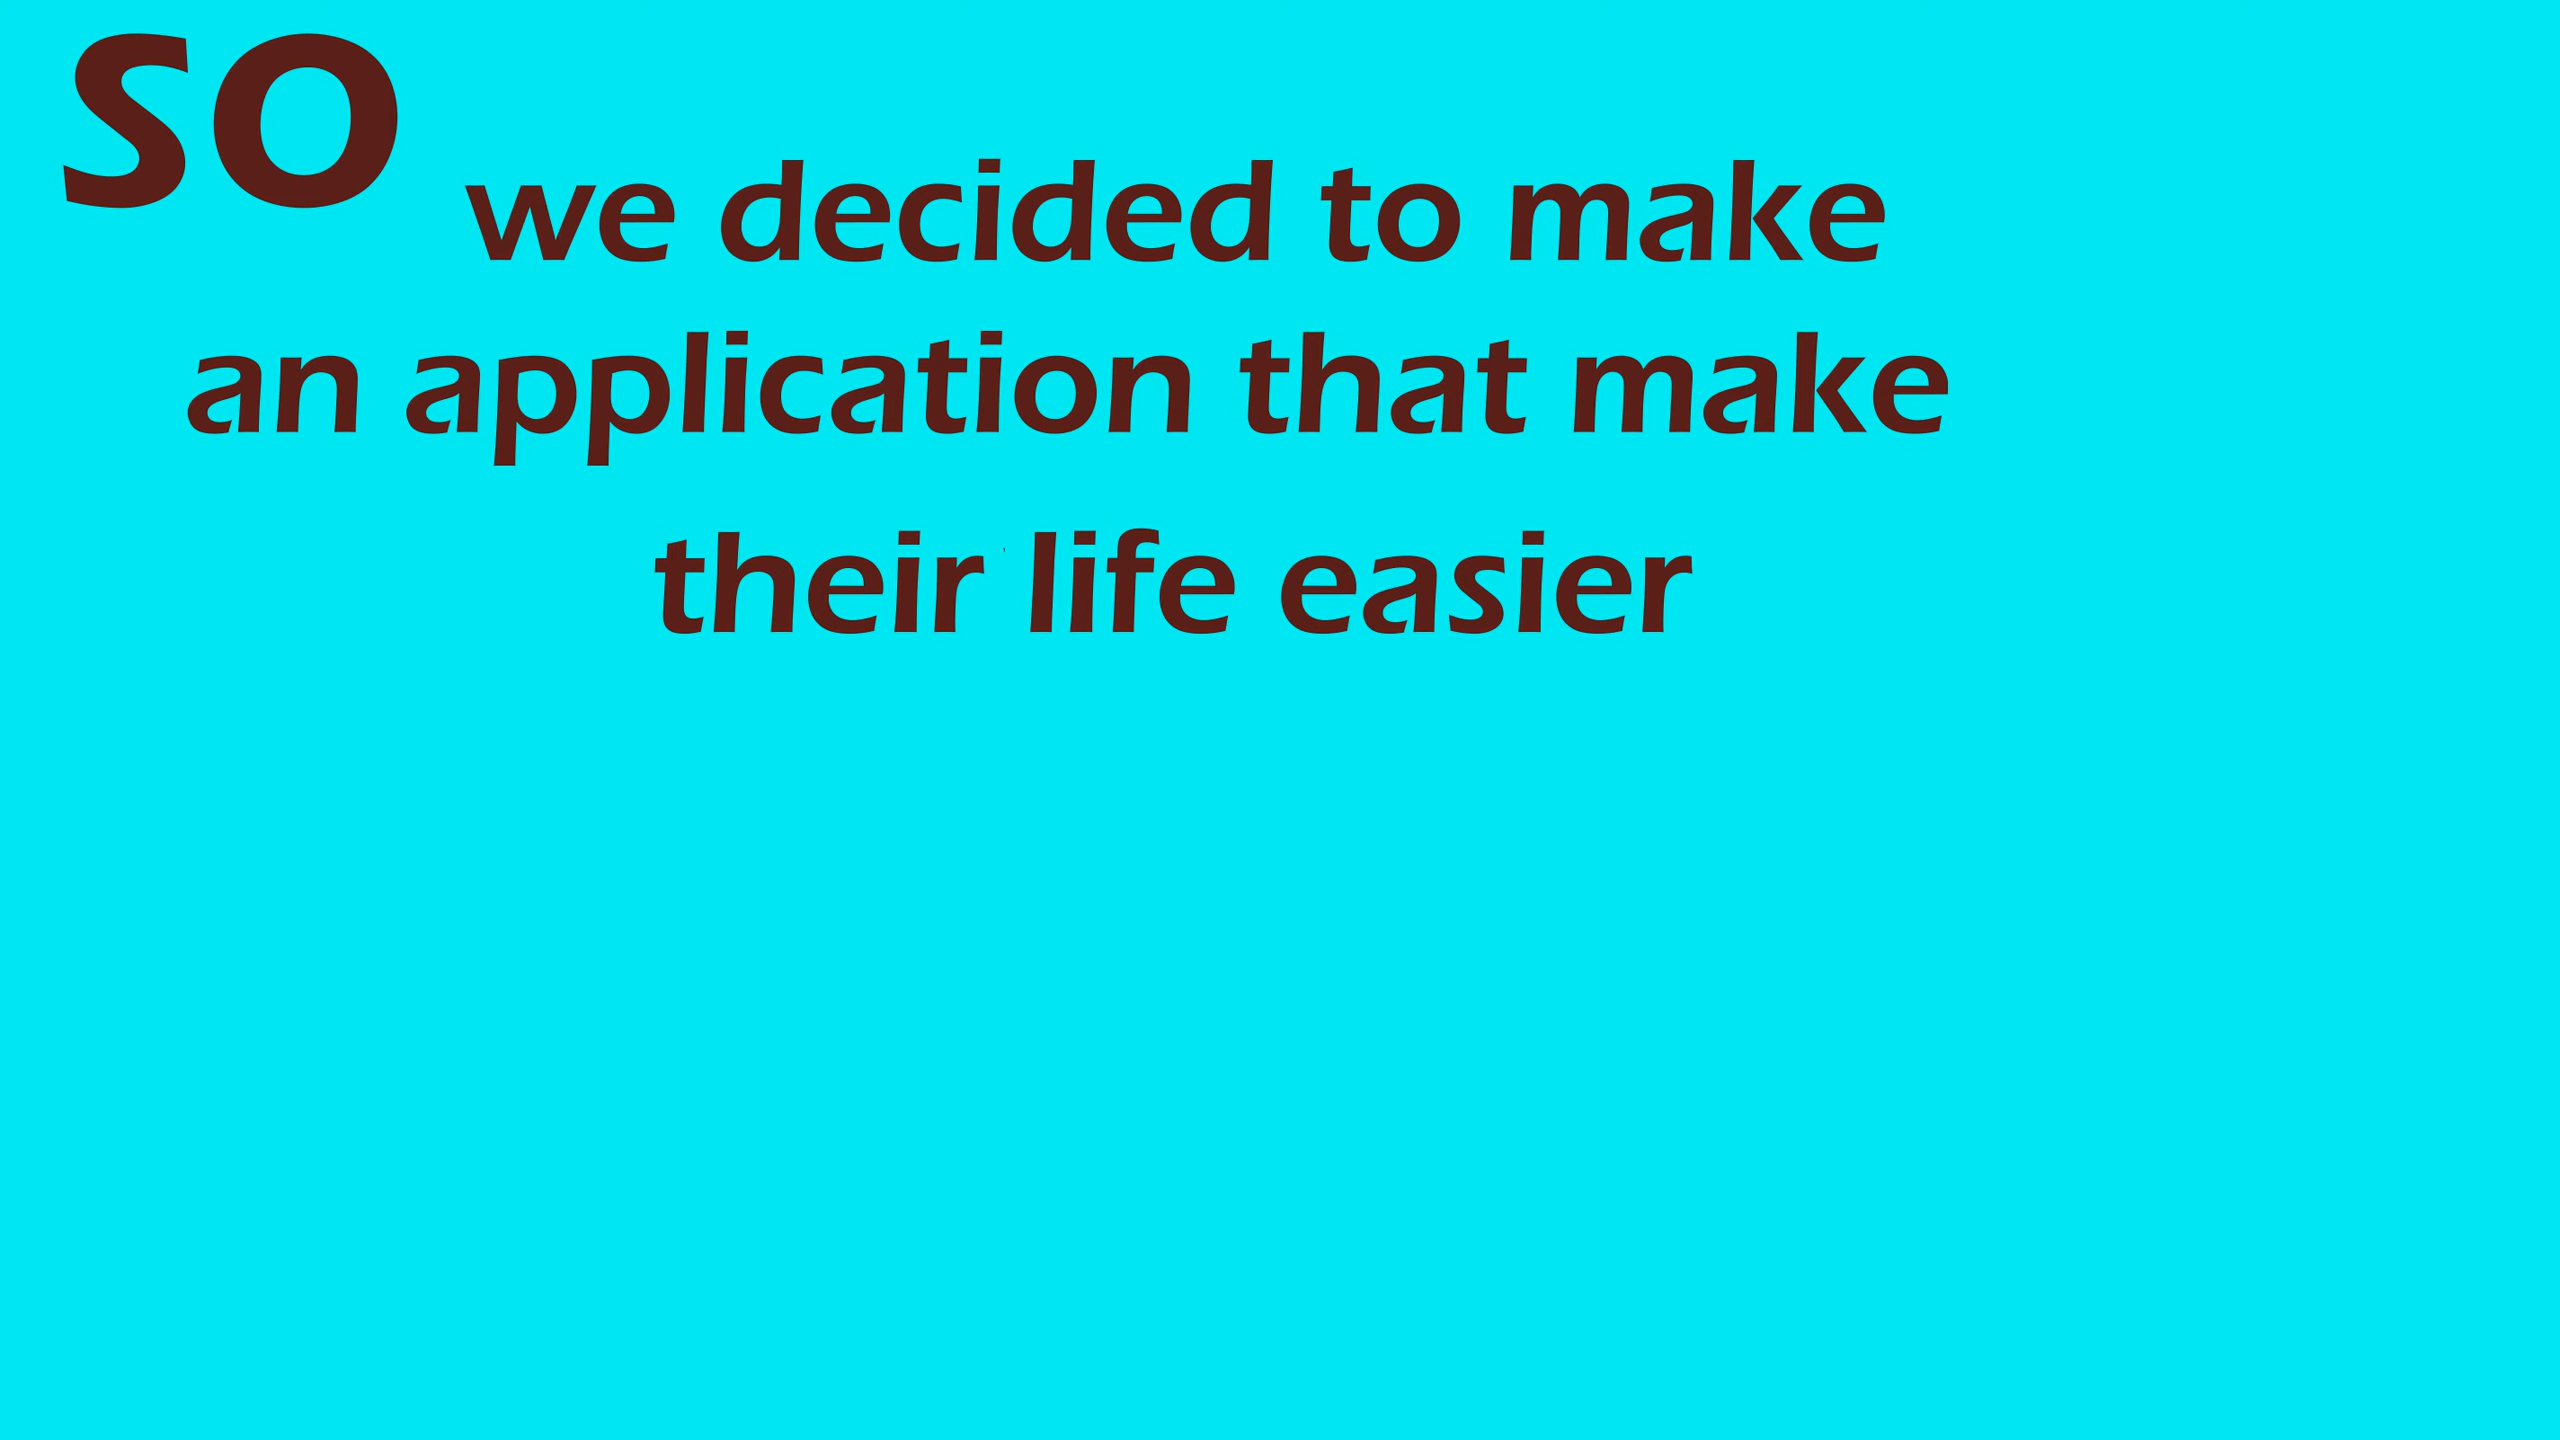 SO we decided to make
an application that make
their life easier